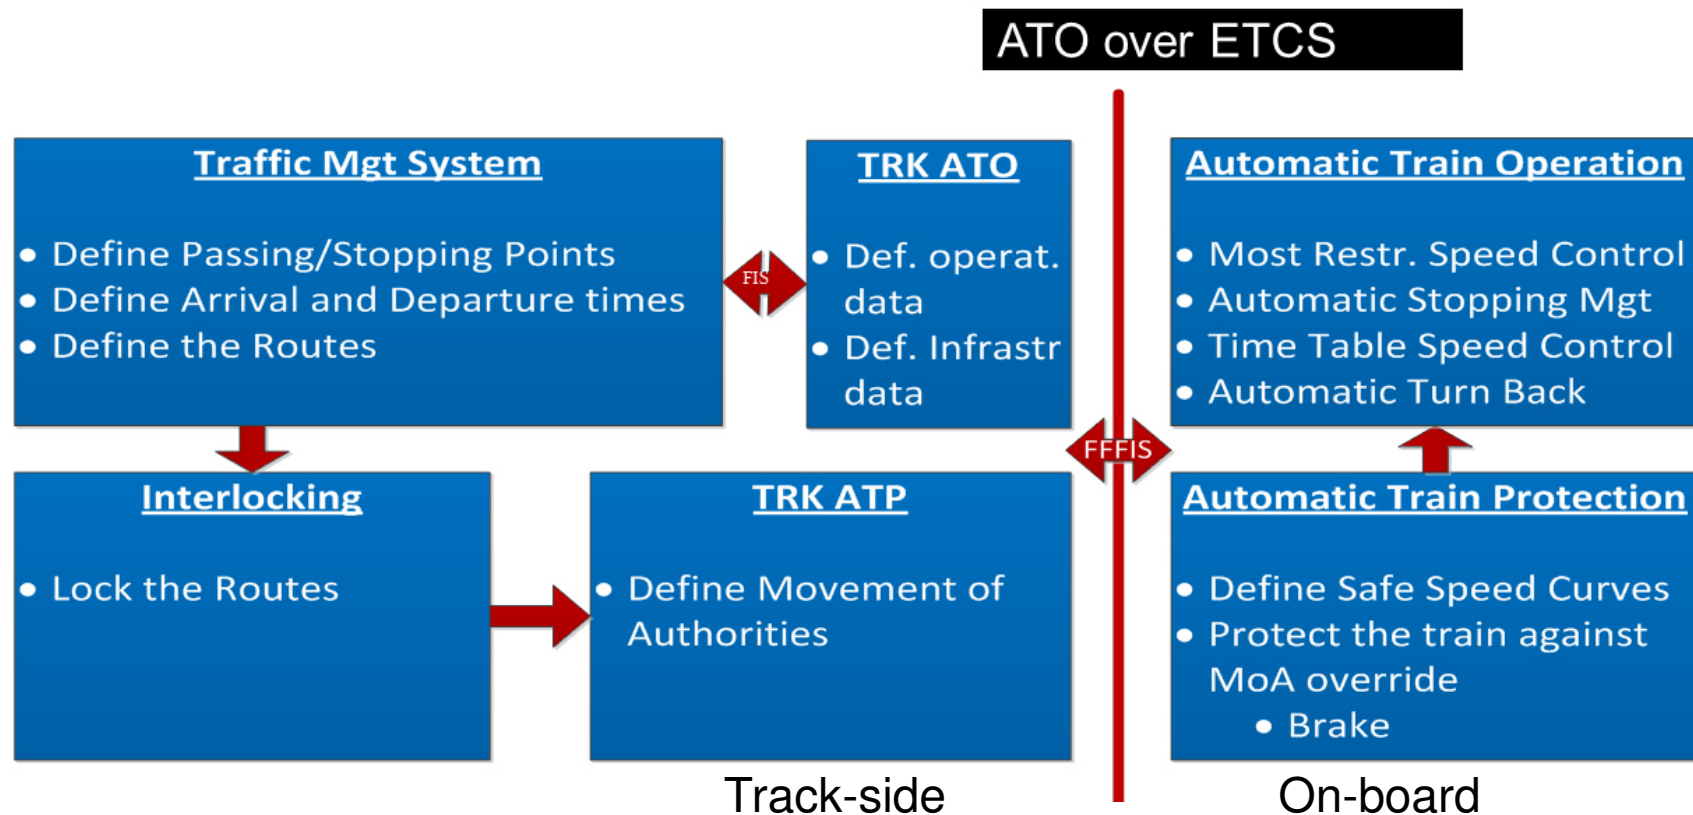 ATO over ETCS
Traffic Mgt System
• Define Passing/Stopping Points
• Define Arrival and Departure times
• Define the Routes
FIS
TRK ATO
• Def. operat.
data
• Def. Infrastr
data
Automatic Train Operation
• Most Restr. Speed Control
• Automatic Stopping Mgt
• Time Table Speed Control
• Automatic Turn Back
FFFIS
Interlocking
• Lock the Routes
TRK ATP
• Define Movement of
Authorities
Automatic Train Protection
• Define Safe Speed Curves
• Protect the train against
MoA override
• Brake
Track-side
On-board